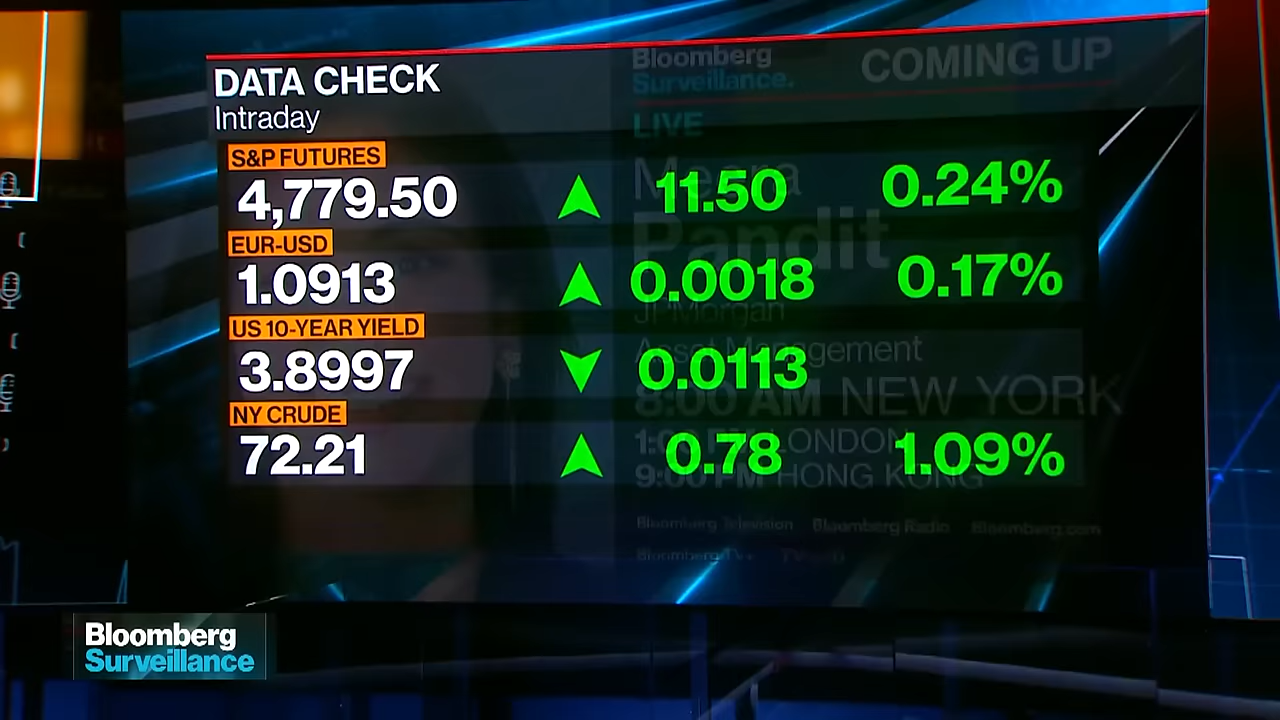 DATA CHECK
Intraday
S&P FUTURES
4,779.50 ▲ 11.50 0.24%
EUR-USD
1.0913 ▲ 0.0018 0.17%
US 10-YEAR YIELD
3.8997 ▼ 0.0113
NY CRUDE
72.21 ▲ 0.78 1.09%
Bloomberg
Surveillance.
COMING UP
LIVE
Pandit
JPMorgan
Asset Management
8:00 AM NEW YORK
1:00 PM LONDON
9:00 PM HONG KONG
Bloomberg Television Bloomberg Radio Bloomberg.com
Bloomberg
Surveillance